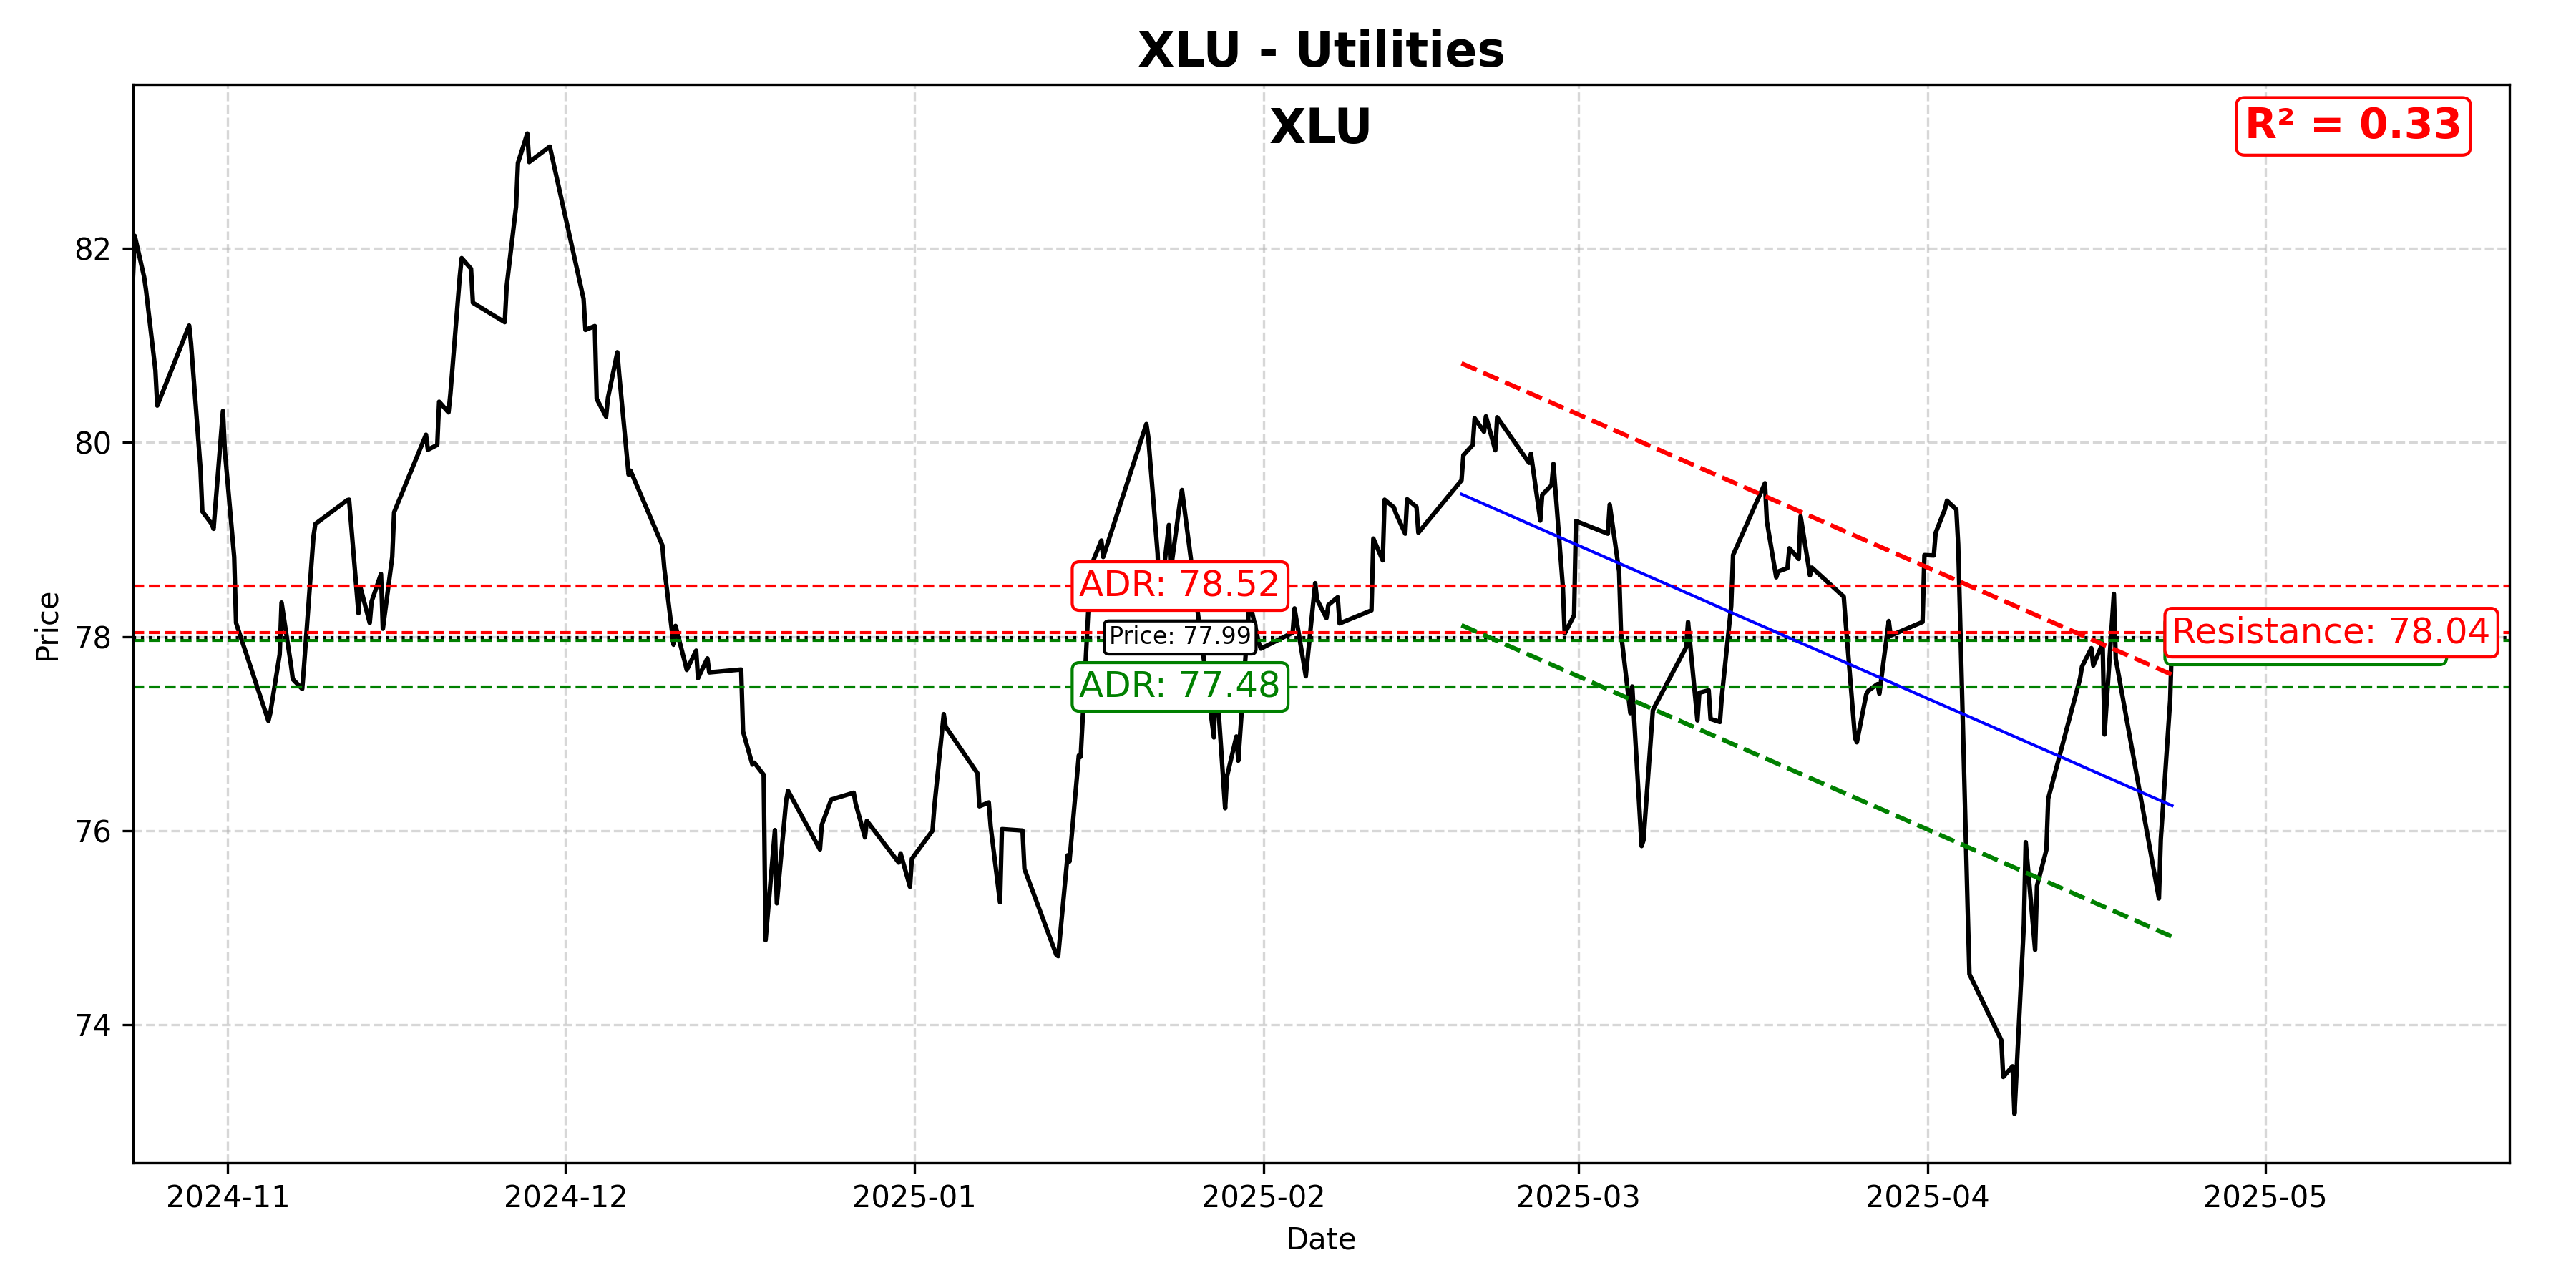 XLU - Utilities
XLU
R² = 0.33
82
80
78
76
74
Price
ADR: 78.52
Price: 77.99
ADR: 77.48
Resistance: 78.04
2024-11
2024-12
2025-01
2025-02
2025-03
2025-04
2025-05
Date